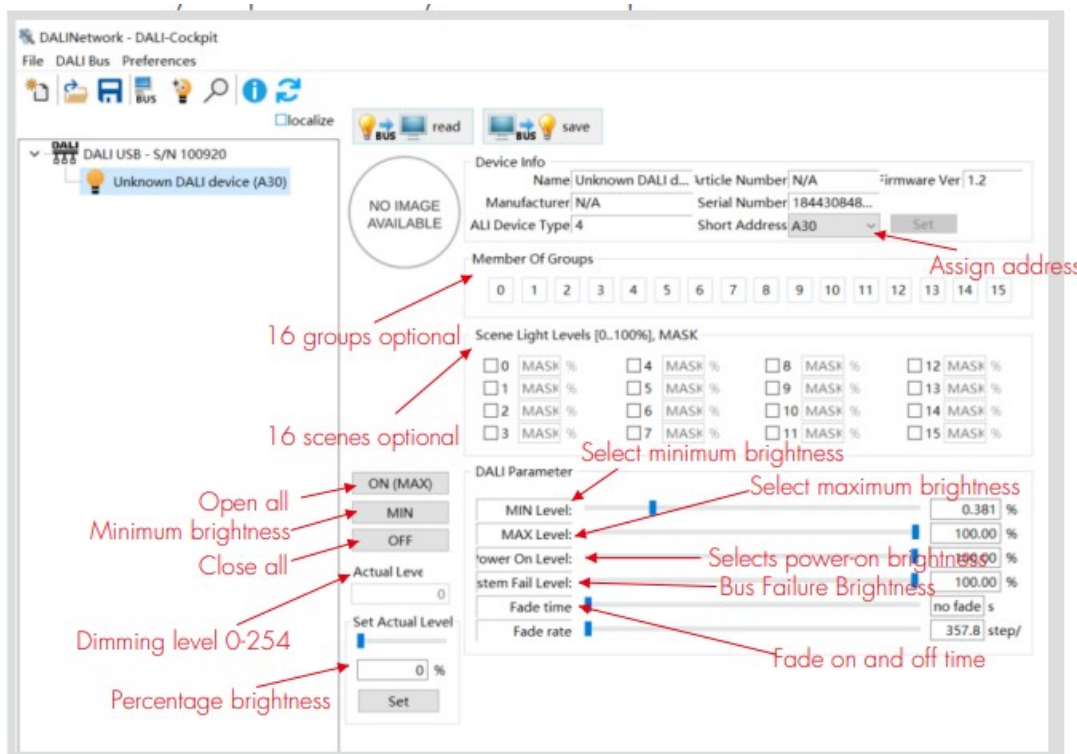 DALINetwork - DALI-Cockpit
File DALI Bus Preferences
BUS
localize
BUS read
BUS save
DALI
DALI USB - S/N 100920
Unknown DALI device (A30)
NO IMAGE
AVAILABLE
Device Info
Name Unknown DALI d... Article Number N/A Firmware Ver 1.2
Manufacturer N/A Serial Number 184430848...
ALI Device Type 4 Short Address A30 Set
Assign address
Member Of Groups
0 1 2 3 4 5 6 7 8 9 10 11 12 13 14 15
16 groups optional
Scene Light Levels [0..100%], MASK
0 MASK % 4 MASK % 8 MASK % 12 MASK %
1 MASK % 5 MASK % 9 MASK % 13 MASK %
2 MASK % 6 MASK % 10 MASK % 14 MASK %
3 MASK % 7 MASK % 11 MASK % 15 MASK %
16 scenes optional
Select minimum brightness
ON (MAX)
MIN
OFF
Open all
Minimum brightness
Close all
DALI Parameter
Select maximum brightness
MIN Level: 0.381 %
MAX Level: 100.00 %
Power On Level: 100.00 %
Selects power-on brightness
stem Fail Level: 100.00 %
Bus Failure Brightness
Fade time no fade s
Fade rate 357.8 step/
Fade on and off time
Actual Leve
0
Dimming level 0-254
Set Actual Level
0 %
Percentage brightness
Set